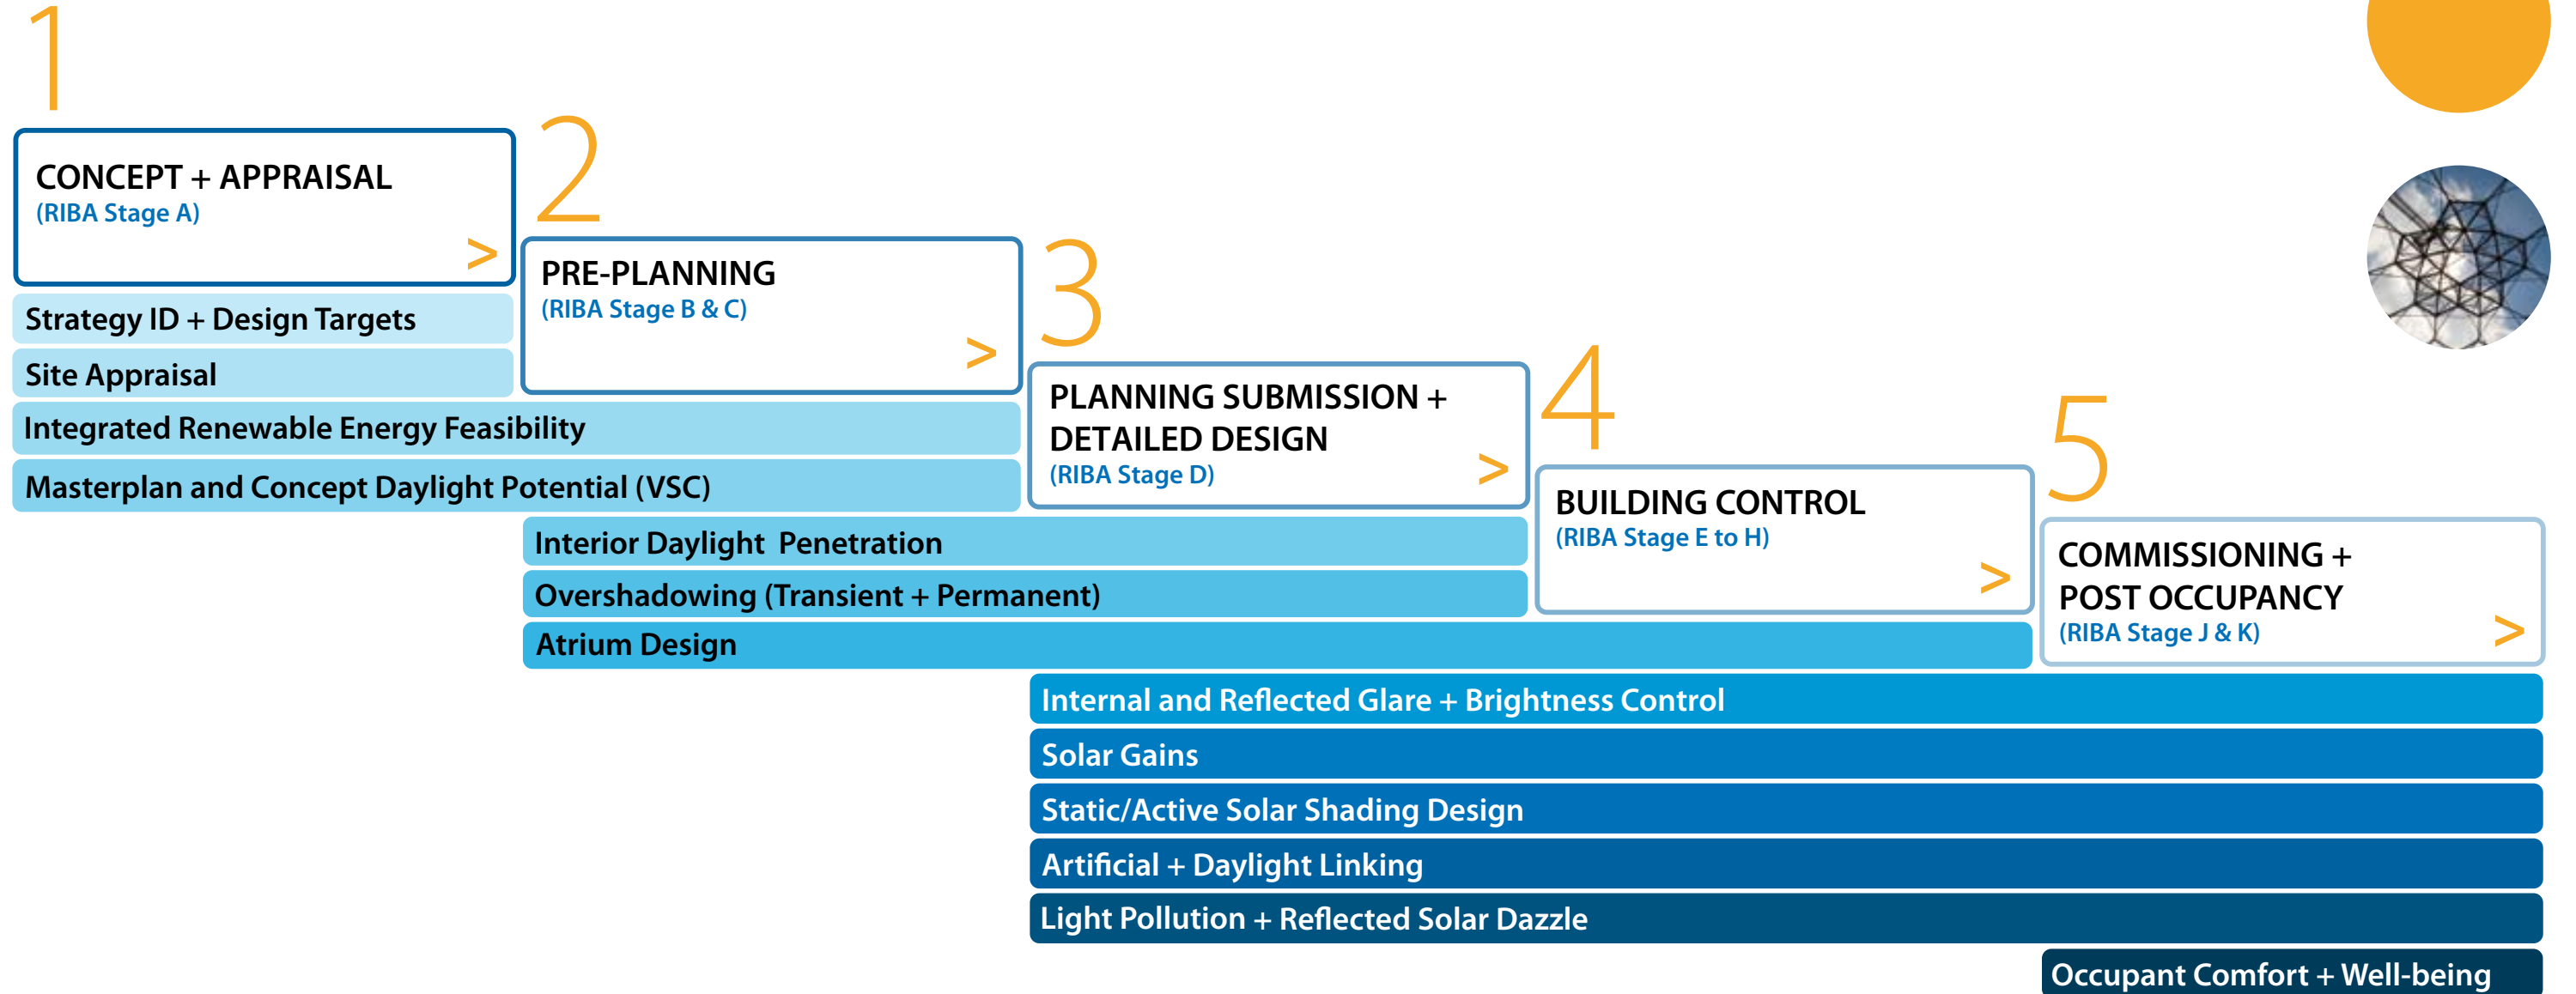 1
CONCEPT + APPRAISAL
(RIBA Stage A)
>
Strategy ID + Design Targets
Site Appraisal
Integrated Renewable Energy Feasibility
Masterplan and Concept Daylight Potential (VSC)
2
PRE-PLANNING
(RIBA Stage B & C)
>
Interior Daylight Penetration
Overshadowing (Transient + Permanent)
Atrium Design
3
PLANNING SUBMISSION +
DETAILED DESIGN
(RIBA Stage D)
>
Internal and Reflected Glare + Brightness Control
Solar Gains
Static/Active Solar Shading Design
Artificial + Daylight Linking
Light Pollution + Reflected Solar Dazzle
4
BUILDING CONTROL
(RIBA Stage E to H)
>
5
COMMISSIONING +
POST OCCUPANCY
(RIBA Stage J & K)
>
Occupant Comfort + Well-being